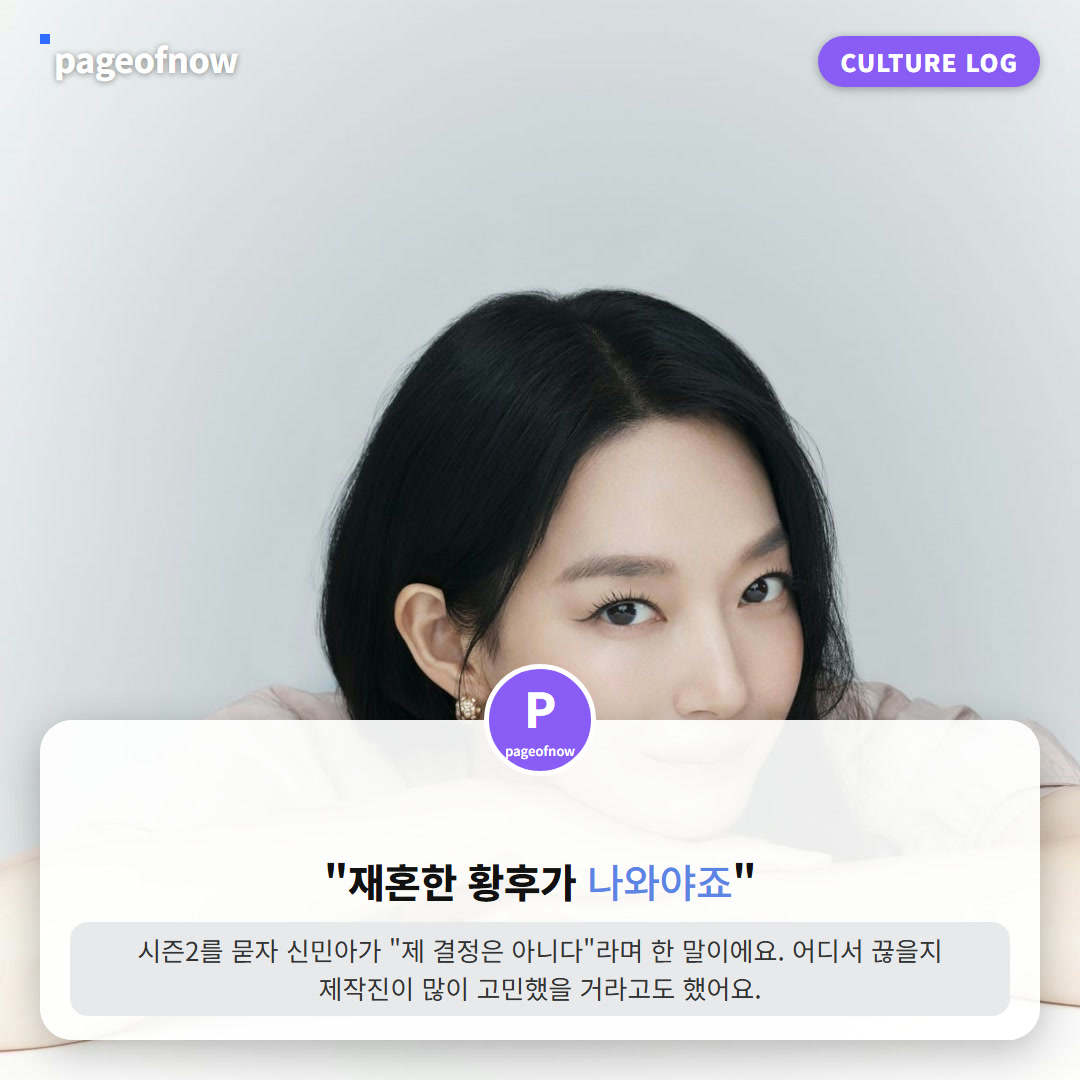 pageofnow
CULTURE LOG
P
pageofnow
"재혼한 황후가 나와야죠"
시즌2를 묻자 신민아가 "제 결정은 아니다"라며 한 말이에요. 어디서 끊을지
제작진이 많이 고민했을 거라고도 했어요.